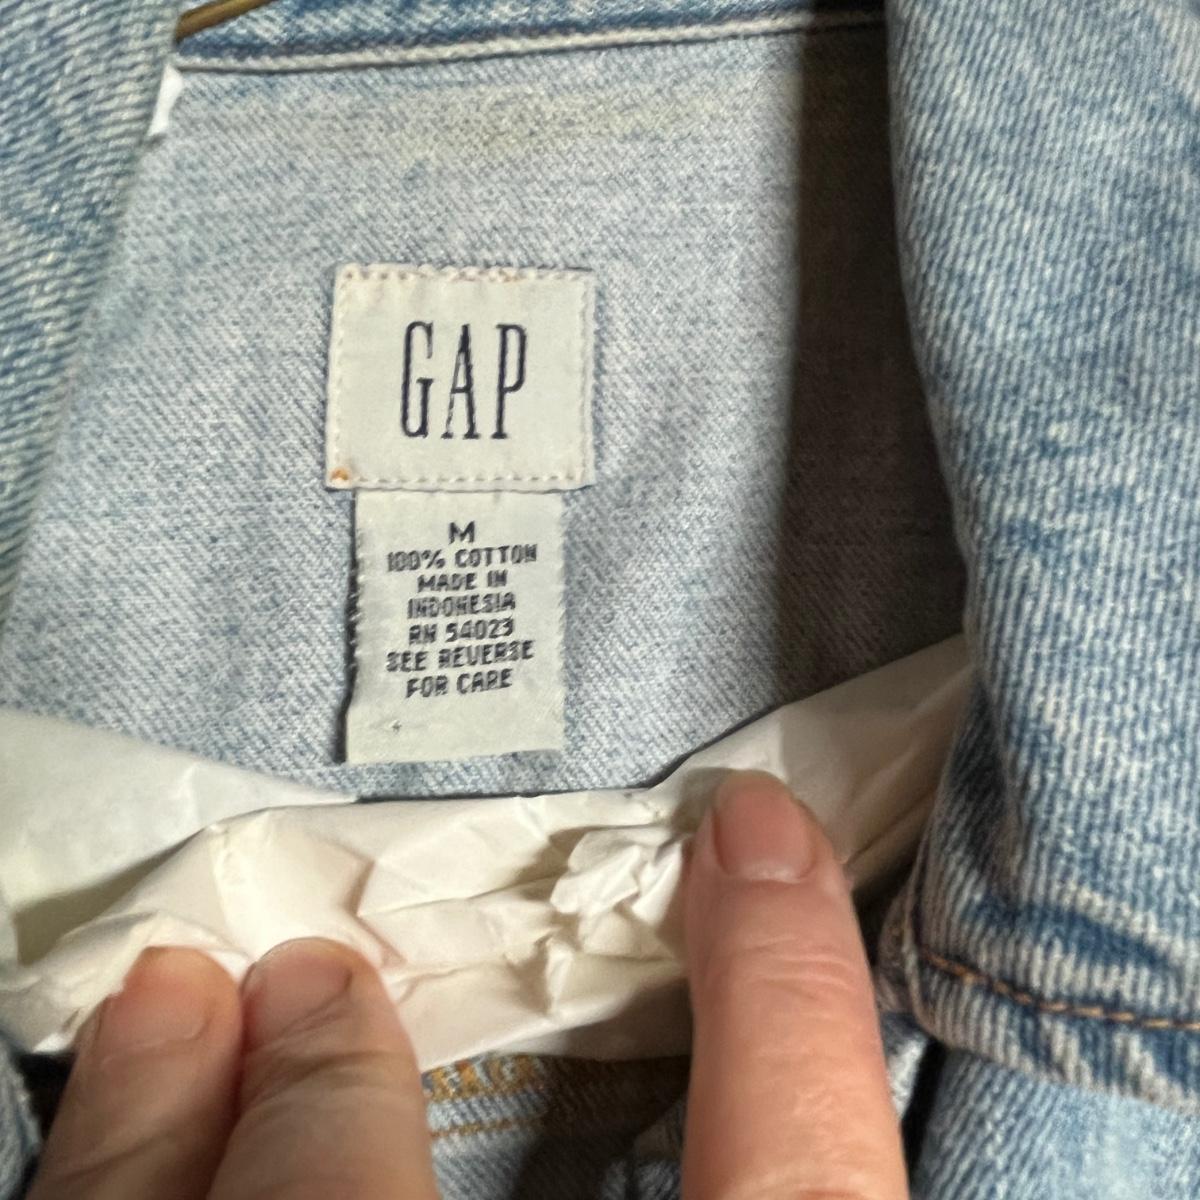 GAP
M
100% COTTON
MADE IN
INDONESIA
RN 54023
SEE REVERSE
FOR CARE